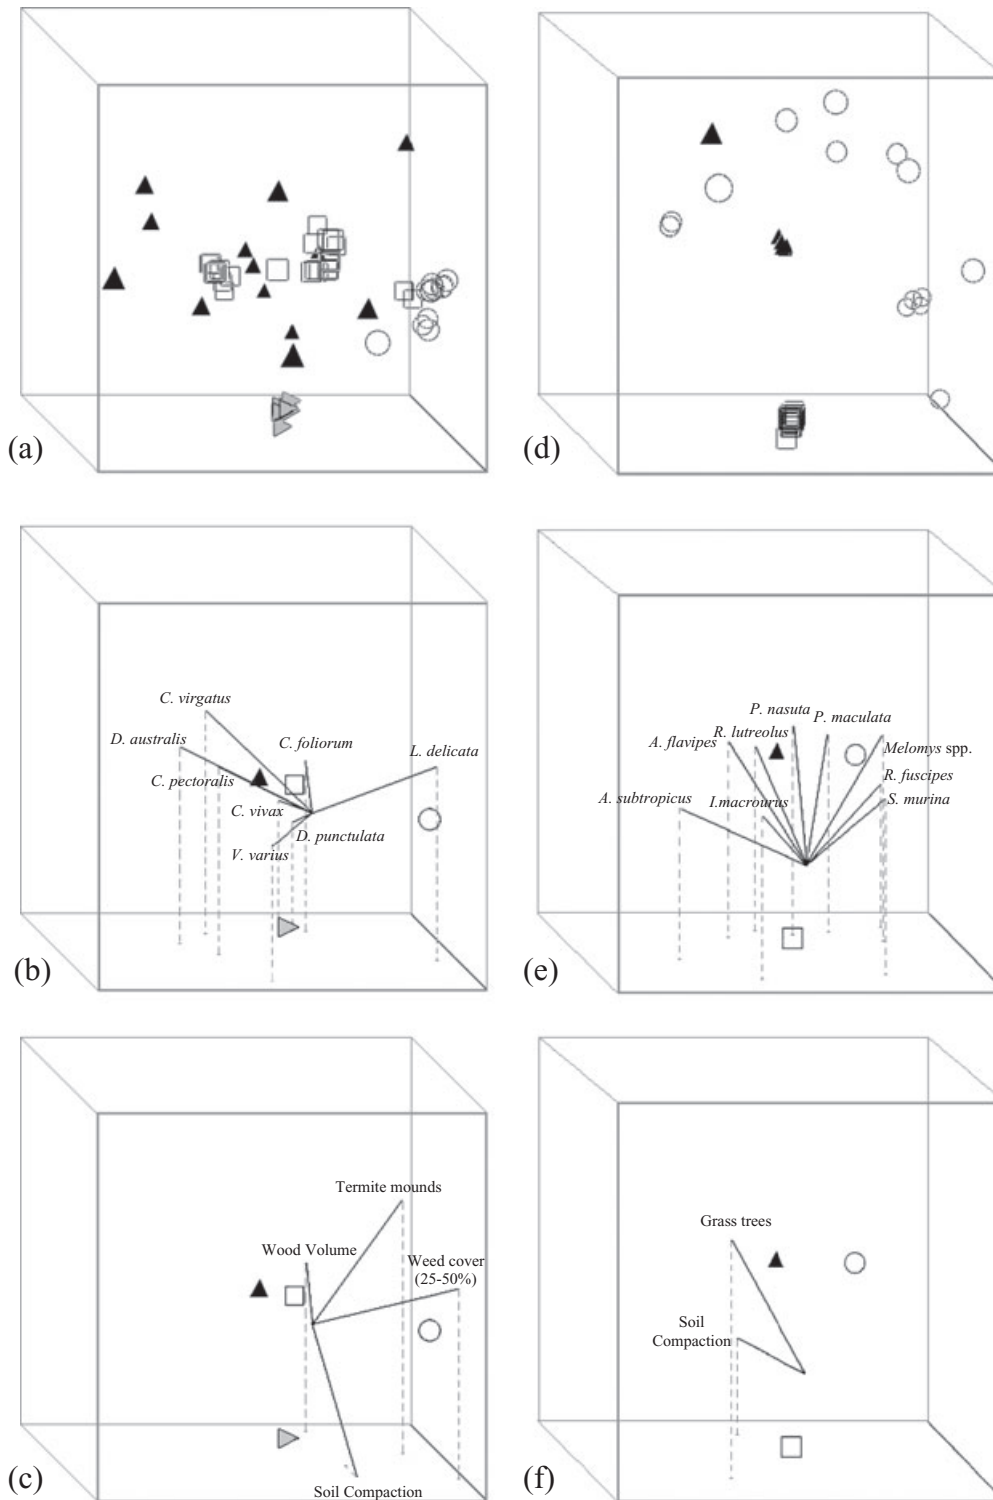 (a)
(d)
C. virgatus
D. australis
C. foliorum
L. delicata
C. pectoralis
C. vivax
D. punctulata
V. varius
(b)
P. nasuta
P. maculata
R. lutreolus
A. flavipes
Melomys spp.
R. fuscipes
A. subtropicus
I.macrourus
S. murina
(e)
Termite mounds
Wood Volume
Weed cover
(25-50%)
Soil Compaction
(c)
Grass trees
Soil
Compaction
(f)